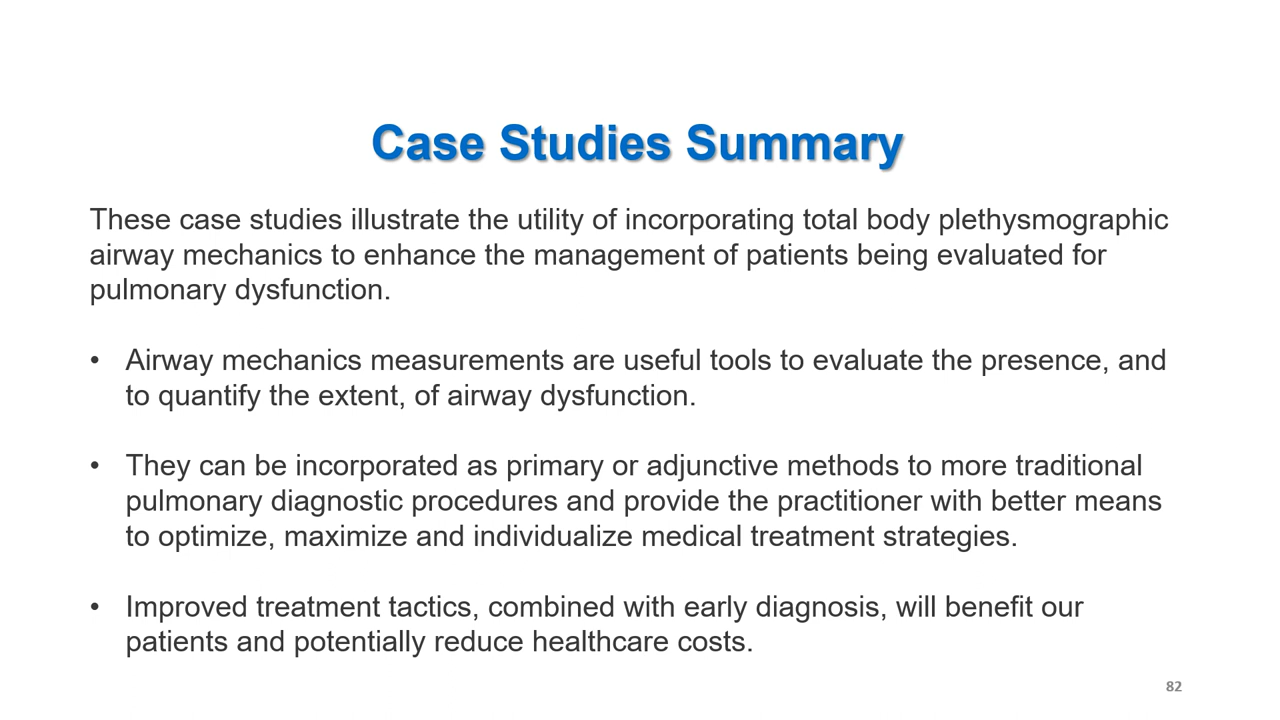 Case Studies Summary
These case studies illustrate the utility of incorporating total body plethysmographic
airway mechanics to enhance the management of patients being evaluated for
pulmonary dysfunction.
• Airway mechanics measurements are useful tools to evaluate the presence, and
to quantify the extent, of airway dysfunction.
• They can be incorporated as primary or adjunctive methods to more traditional
pulmonary diagnostic procedures and provide the practitioner with better means
to optimize, maximize and individualize medical treatment strategies.
• Improved treatment tactics, combined with early diagnosis, will benefit our
patients and potentially reduce healthcare costs.
82